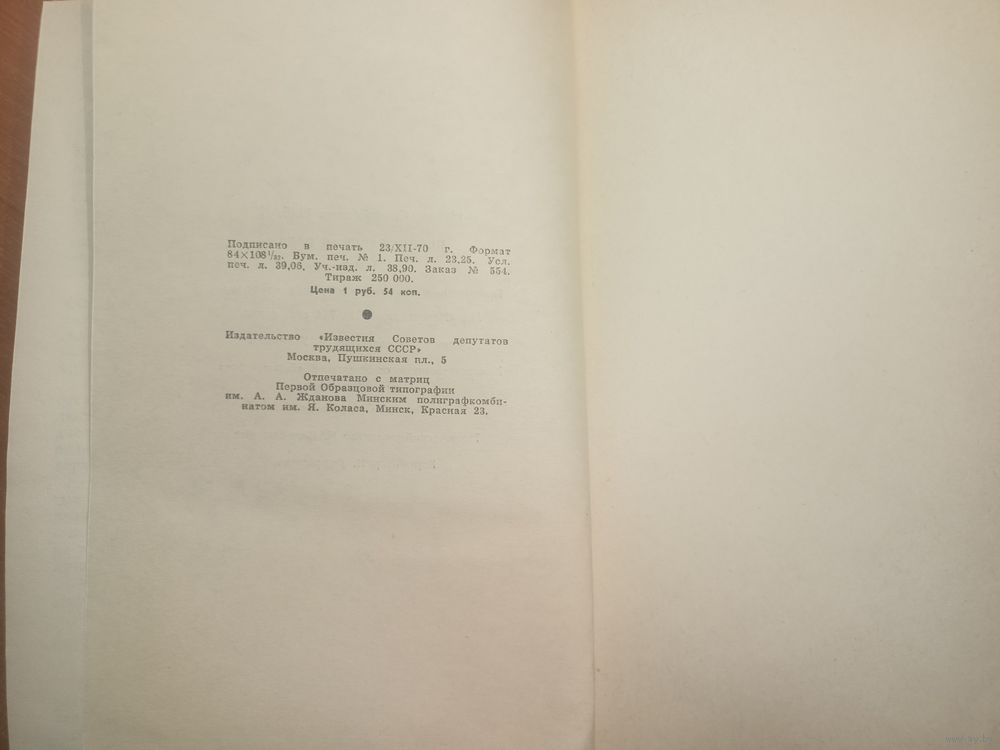 Подписано в печать 23/XII-70 г. Формат
84×108¹/₃₂. Бум. печ. № 1. Печ. л. 23,25. Усл.
печ. л. 39,06. Уч.-изд. л. 38,90. Заказ № 554.
Тираж 250 000.
Цена 1 руб. 54 коп.
Издательство «Известия Советов депутатов
трудящихся СССР»
Москва, Пушкинская пл., 5
Отпечатано с матриц
Первой Образцовой типографии
им. А. А. Жданова Минским полиграфкомби-
натом им. Я. Коласа, Минск, Красная 23.